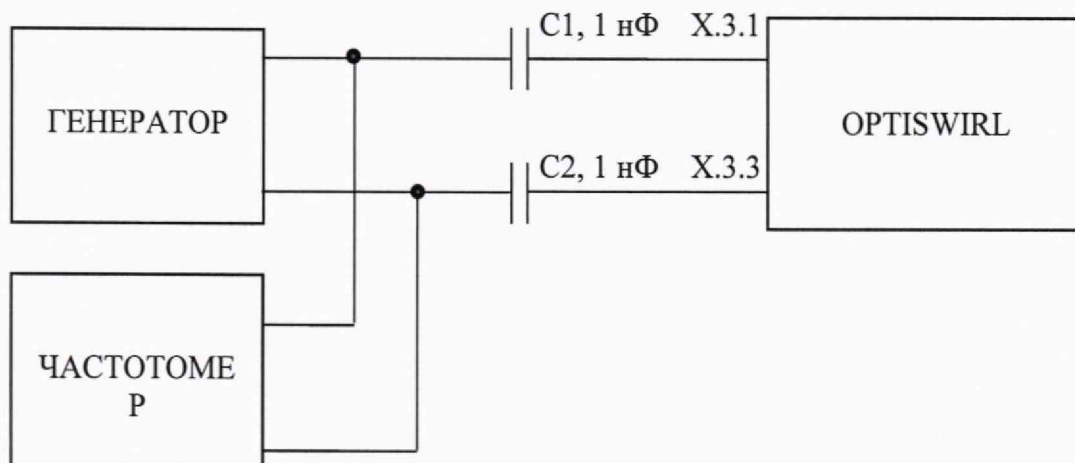 C1, 1 нФ X.3.1
ГЕНЕРАТОР
OPTISWIRL
C2, 1 нФ X.3.3
ЧАСТОТОМЕ
Р